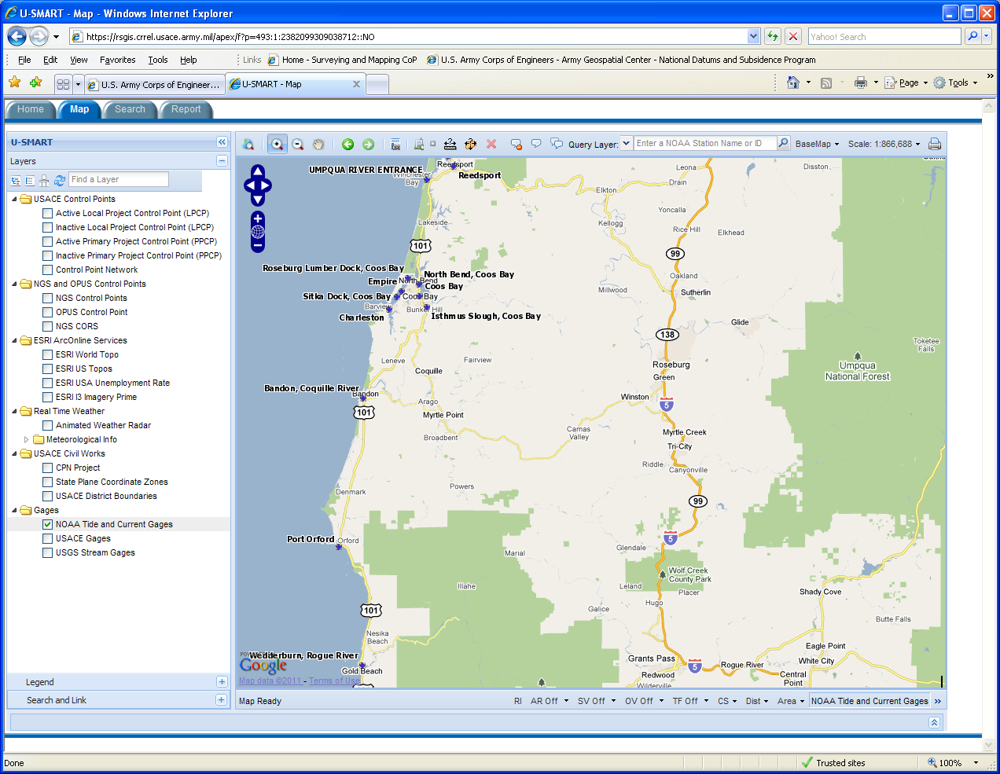 U-SMART - Map - Windows Internet Explorer
https://rsgis.crrel.usace.army.mil/apex/f?p=493:1:2382099309038712::NO
Yahoo! Search
File Edit View Favorites Tools Help
Links Home - Surveying and Mapping CoP U.S. Army Corps of Engineers - Army Geospatial Center - National Datums and Subsidence Program
U.S. Army Corps of Engineer... U-SMART - Map
Page Tools
Home Map Search Report
U-SMART
Layers
Find a Layer
USACE Control Points
Active Local Project Control Point (LPCP)
Inactive Local Project Control Point (LPCP)
Active Primary Project Control Point (PPCP)
Inactive Primary Project Control Point (PPCP)
Control Point Network
NGS and OPUS Control Points
NGS Control Points
OPUS Control Point
NGS CORS
ESRI ArcOnline Services
ESRI World Topo
ESRI US Topos
ESRI USA Unemployment Rate
ESRI I3 Imagery Prime
Real Time Weather
Animated Weather Radar
Meteorological Info
USACE Civil Works
CPN Project
State Plane Coordinate Zones
USACE District Boundaries
Gages
NOAA Tide and Current Gages
USACE Gages
USGS Stream Gages
Legend
Search and Link
Query Layer: Enter a NOAA Station Name or ID BaseMap Scale: 1:866,688
UMPQUA RIVER ENTRANCE
Reedsport
Reedsport
Winchester Bay
Leona
Disston
Drain
Elkton
Yoncalla
Lakeside
Kellogg
Rice Hill
Elkhead
101
99
Roseburg Lumber Dock, Coos Bay
North Bend, Coos Bay
Oakland
Empire
North Bend
Coos Bay
Millwood
Sutherlin
Sitka Dock, Coos Bay
Coos Bay
Barview
Bunker Hill
Charleston
Isthmus Slough, Coos Bay
Glide
138
Toketee Falls
Leneve
Fairview
Coquille
Roseburg
Green
Umpqua National Forest
Bandon, Coquille River
Bandon
Winston
Arago
5
101
Myrtle Point
Camas Valley
Myrtle Creek
Broadbent
Tri-City
Riddle
Canyonville
Powers
Denmark
99
Port Orford
Orford
5
Glendale
Marial
Wolf Creek County Park
Illahe
Leland
Placer
Shady Cove
Hugo
101
Galice
Butte Falls
Nesika Beach
Eagle Point
Wedderburn, Rogue River
Grants Pass
White City
5
Rogue River
Gold Beach
Redwood
Central Point
Wilderville
POWERED BY
Google
Map data ©2011 - Terms of Use
Map Ready RI AR Off SV Off OV Off TF Off CS Dist Area NOAA Tide and Current Gages
Done Trusted sites 100%